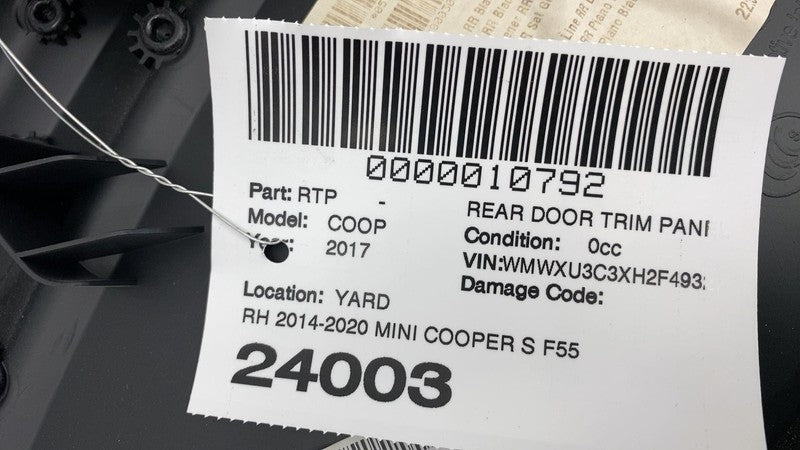 0000010792
Part: RTP -
REAR DOOR TRIM PANE
Model: COOP
Condition: 0cc
Year: 2017
VIN:WMWXU3C3XH2F493
Damage Code:
Location: YARD
RH 2014-2020 MINI COOPER S F55
24003